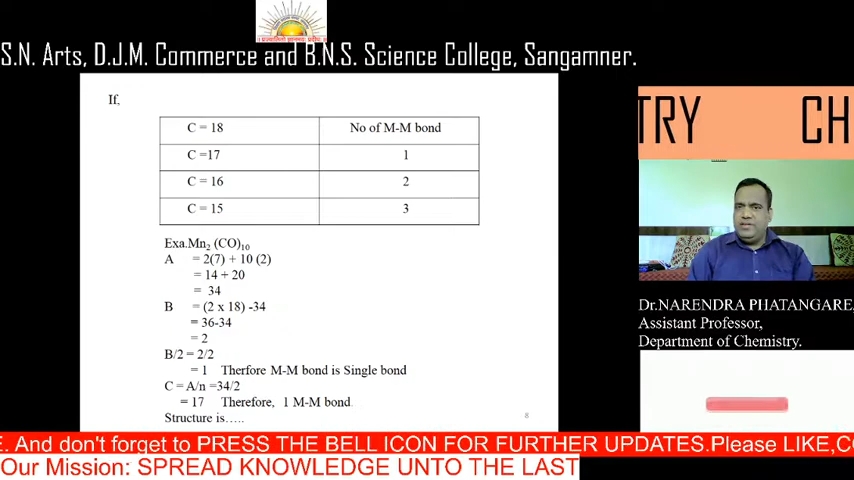 S.N. Arts, D.J.M. Commerce and B.N.S. Science College, Sangamner.
If,
C = 18 No of M-M bond
C =17 1
C = 16 2
C = 15 3
Exa.Mn2 (CO)10
A = 2(7) + 10 (2)
= 14 + 20
= 34
B = (2 x 18) -34
= 36-34
= 2
B/2 = 2/2
= 1 Therfore M-M bond is Single bond
C = A/n =34/2
= 17 Therefore, 1 M-M bond.
Structure is.....
8
TRY CH
Dr.NARENDRA PHATANGARE,
Assistant Professor,
Department of Chemistry.
E. And don't forget to PRESS THE BELL ICON FOR FURTHER UPDATES.Please LIKE,CO
Our Mission: SPREAD KNOWLEDGE UNTO THE LAST